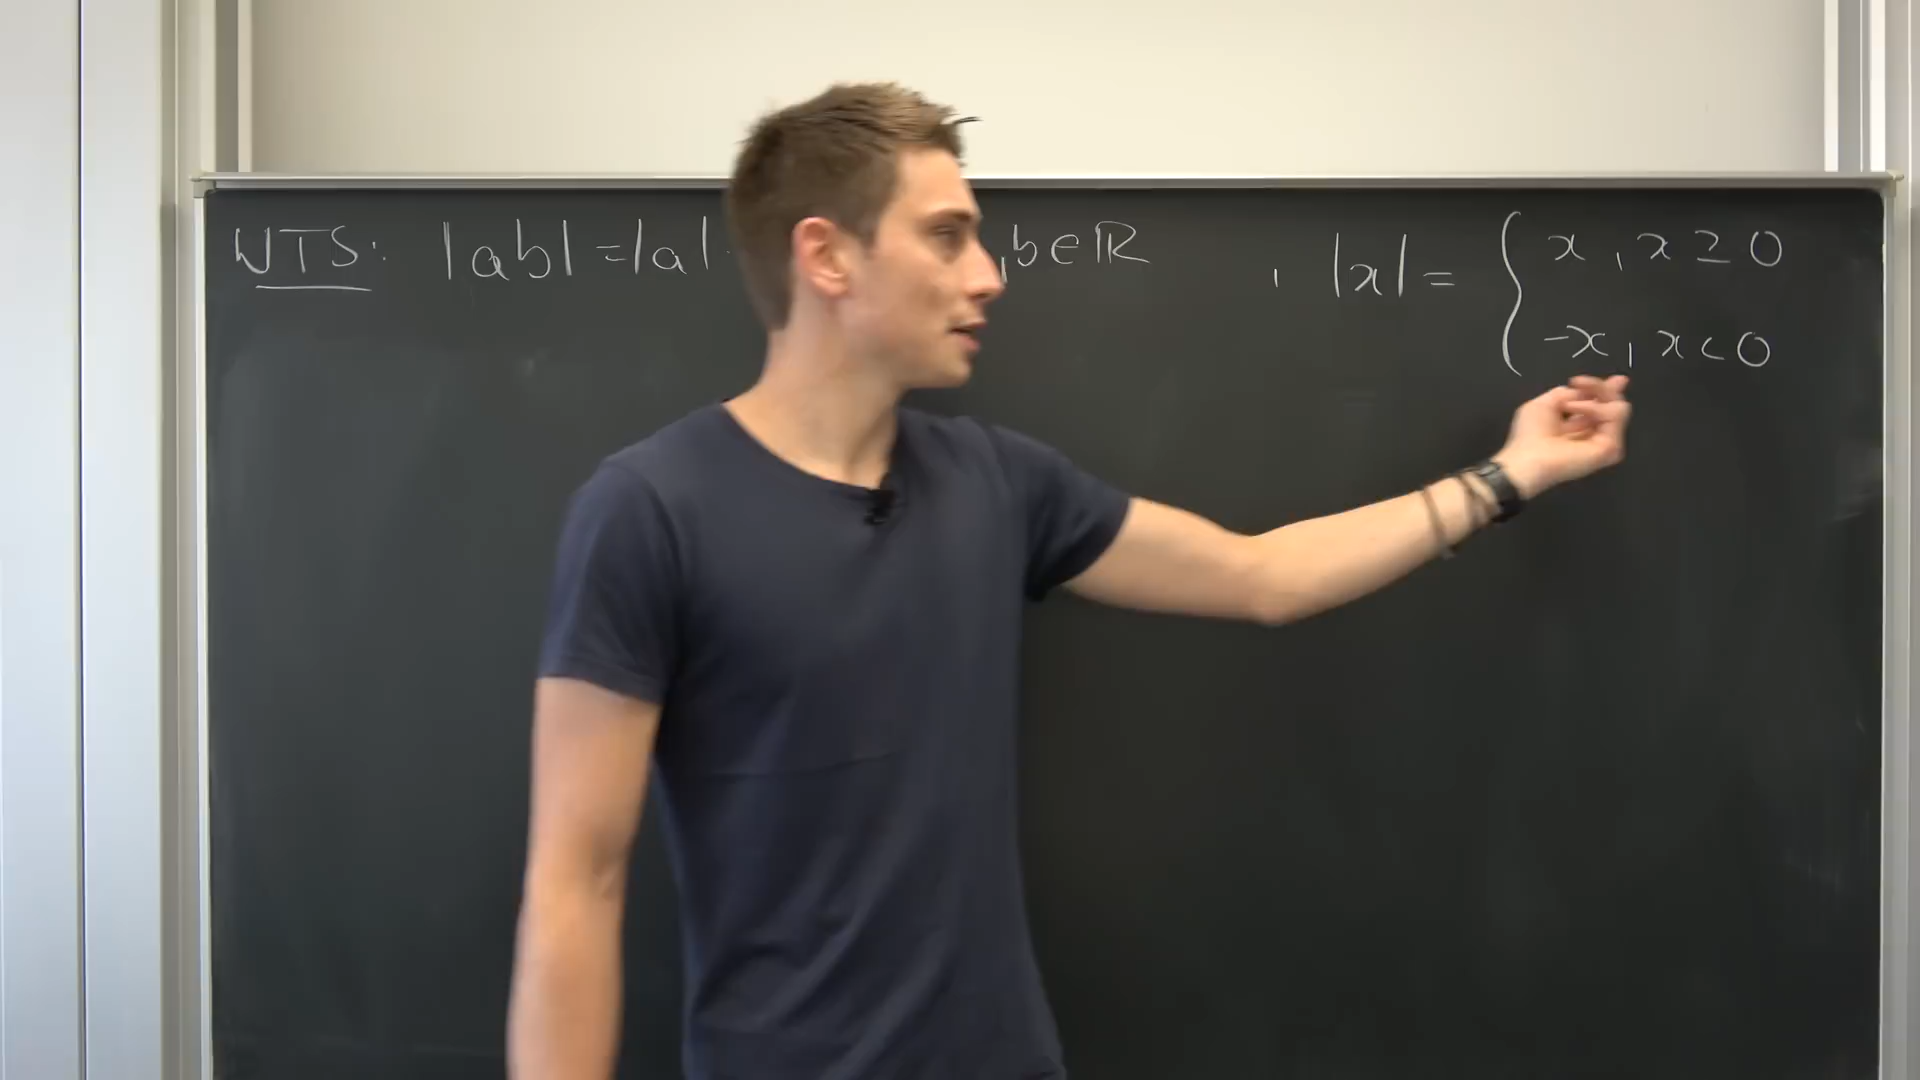 WTS: |ab| = |a| · , b ∈ ℝ , |x| = { x , x ≥ 0
-x , x < 0